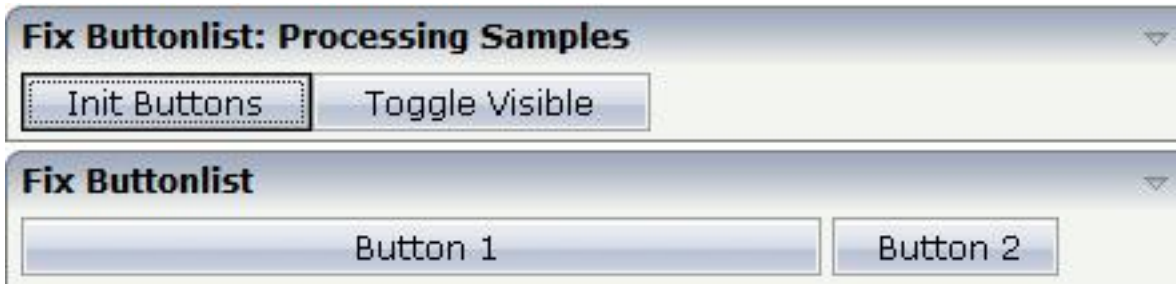 Fix Buttonlist: Processing Samples
Init Buttons Toggle Visible
Fix Buttonlist
Button 1 Button 2